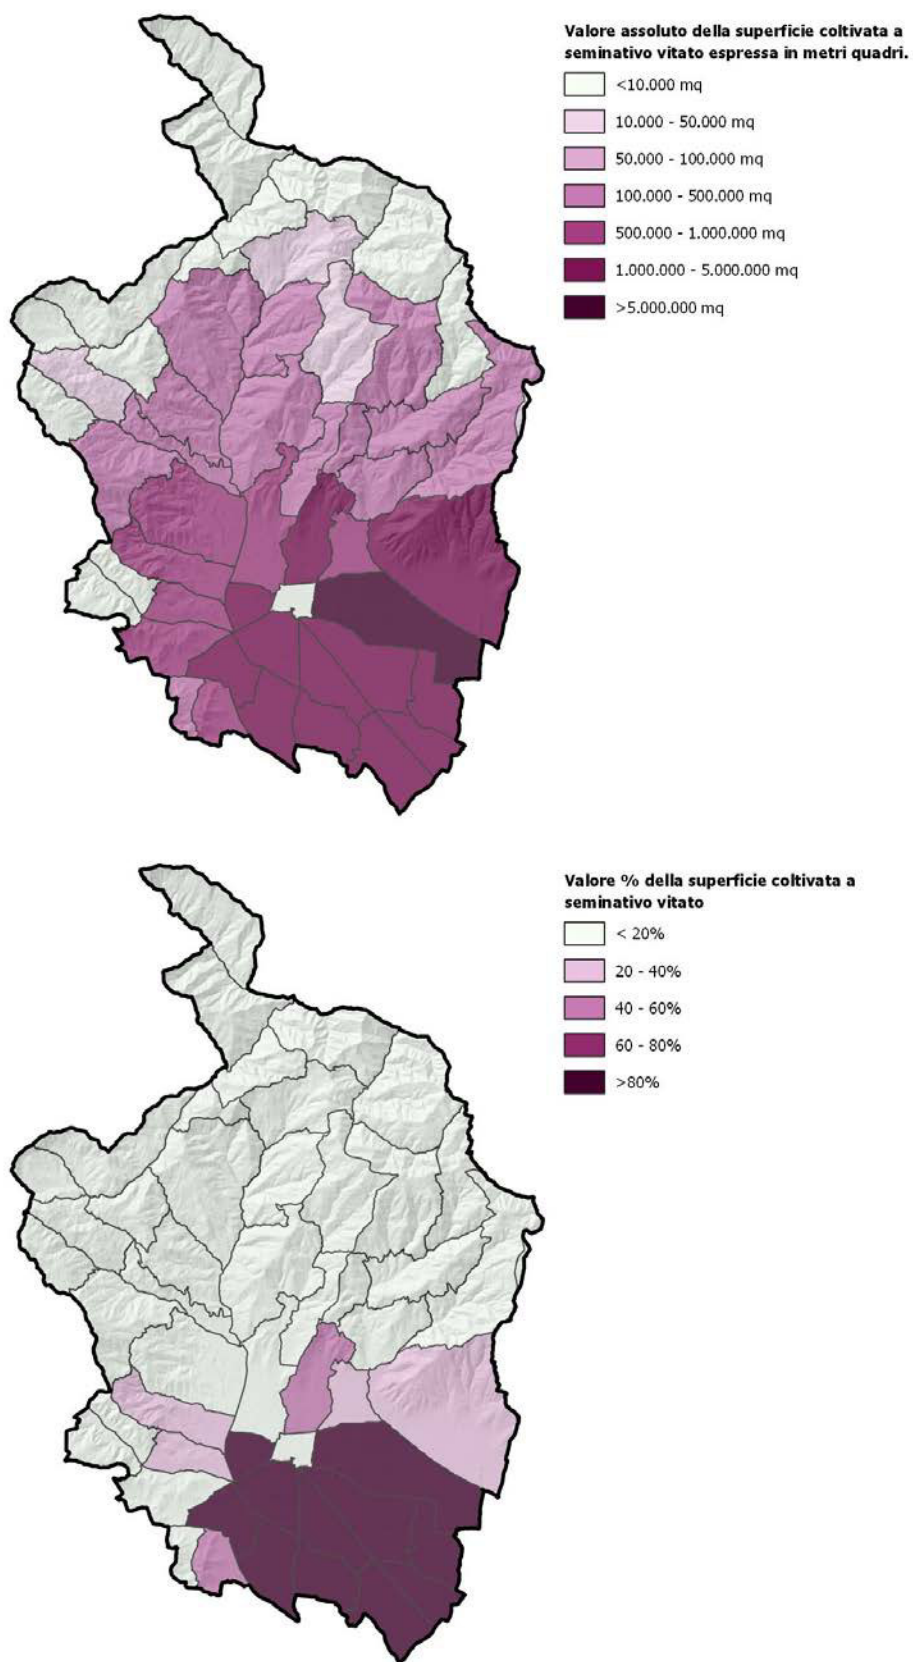 Valore assoluto della superficie coltivata a
seminativo vitato espressa in metri quadri.
<10.000 mq
10.000 - 50.000 mq
50.000 - 100.000 mq
100.000 - 500.000 mq
500.000 - 1.000.000 mq
1.000.000 - 5.000.000 mq
>5.000.000 mq
Valore % della superficie coltivata a
seminativo vitato
< 20%
20 - 40%
40 - 60%
60 - 80%
>80%